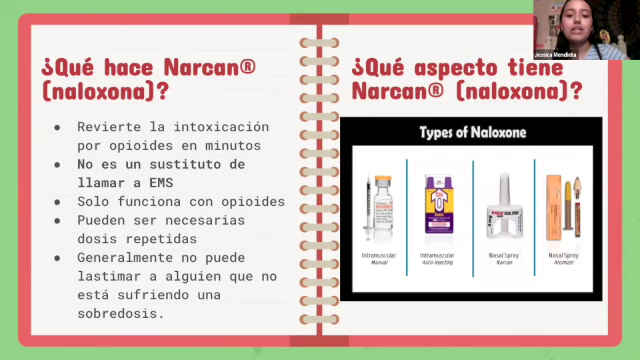 ¿Qué hace Narcan®
(naloxona)?
● Revierte la intoxicación
por opioides en minutos
● No es un sustituto de
llamar a EMS
● Solo funciona con opioides
● Pueden ser necesarias
dosis repetidas
● Generalmente no puede
lastimar a alguien que no
está sufriendo una
sobredosis.
¿Qué aspecto tiene
Narcan® (naloxona)?
Types of Naloxone
Intramuscular
Manual
Intramuscular
Auto-Injecting
Nasal Spray
Narcan
Nasal Spray
Atomizer
Jessica Mendieta